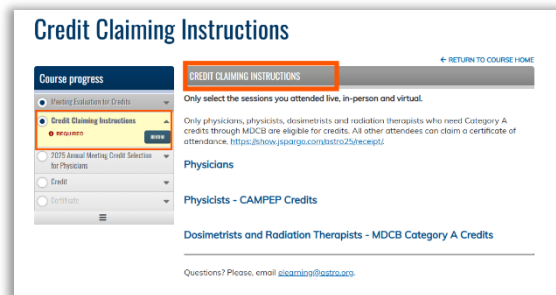 Credit Claiming Instructions
← RETURN TO COURSE HOME
Course progress
Meeting Evaluation for Credits
Credit Claiming Instructions
REQUIRED
2025 Annual Meeting Credit Selection
for Physicians
Credit
Certificate
CREDIT CLAIMING INSTRUCTIONS
Only select the sessions you attended live, in-person and virtual.
Only physicians, physicists, dosimetrists and radiation therapists who need Category A
credits through MDCB are eligible for credits. All other attendees can claim a certificate of
attendance, https://show.jspargo.com/astro25/receipt/.
Physicians
Physicists - CAMPEP Credits
Dosimetrists and Radiation Therapists - MDCB Category A Credits
Questions? Please, email elearning@astro.org.